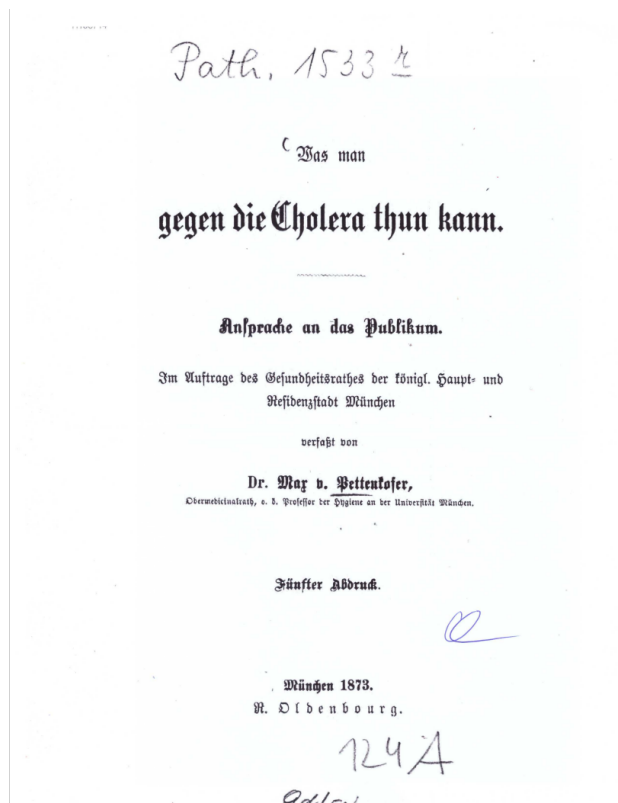 Path. 1533 r
Was man
gegen die Cholera thun kann.
Ansprache an das Publikum.
Im Auftrage des Gesundheitsrathes der königl. Haupt- und
Residenzstadt München
verfaßt von
Dr. Max v. Pettenkofer,
Obermedicinalrath, o. ö. Professor der Hygiene an der Universität München.
Fünfter Abdruck.
München 1873.
R. Oldenbourg.
124 A